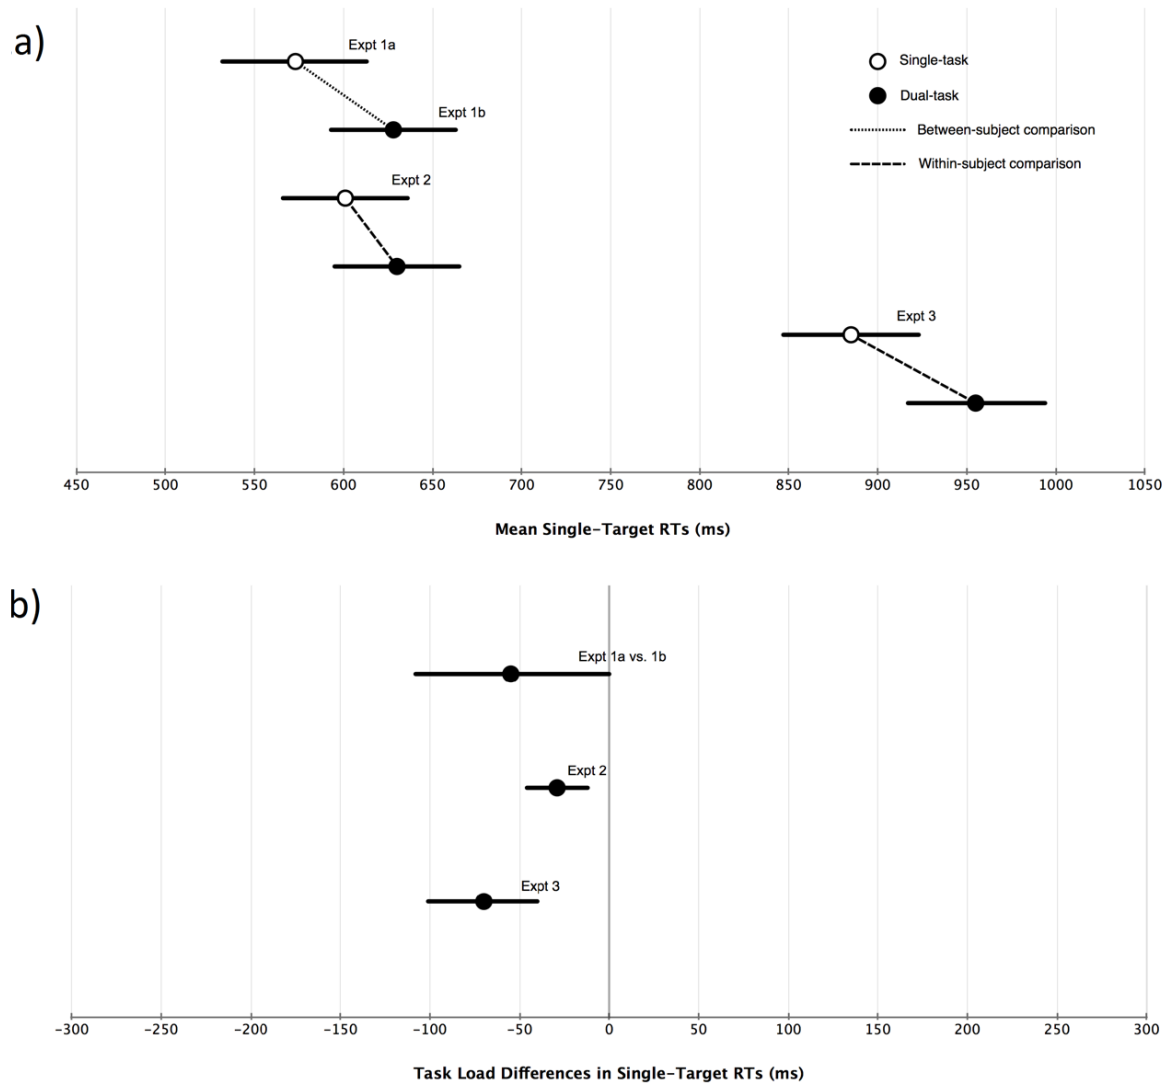 a)
Expt 1a
Single-task
Dual-task
Expt 1b
Between-subject comparison
Within-subject comparison
Expt 2
Expt 3
450 500 550 600 650 700 750 800 850 900 950 1000 1050
Mean Single-Target RTs (ms)
b)
Expt 1a vs. 1b
Expt 2
Expt 3
-300 -250 -200 -150 -100 -50 0 50 100 150 200 250 300
Task Load Differences in Single-Target RTs (ms)